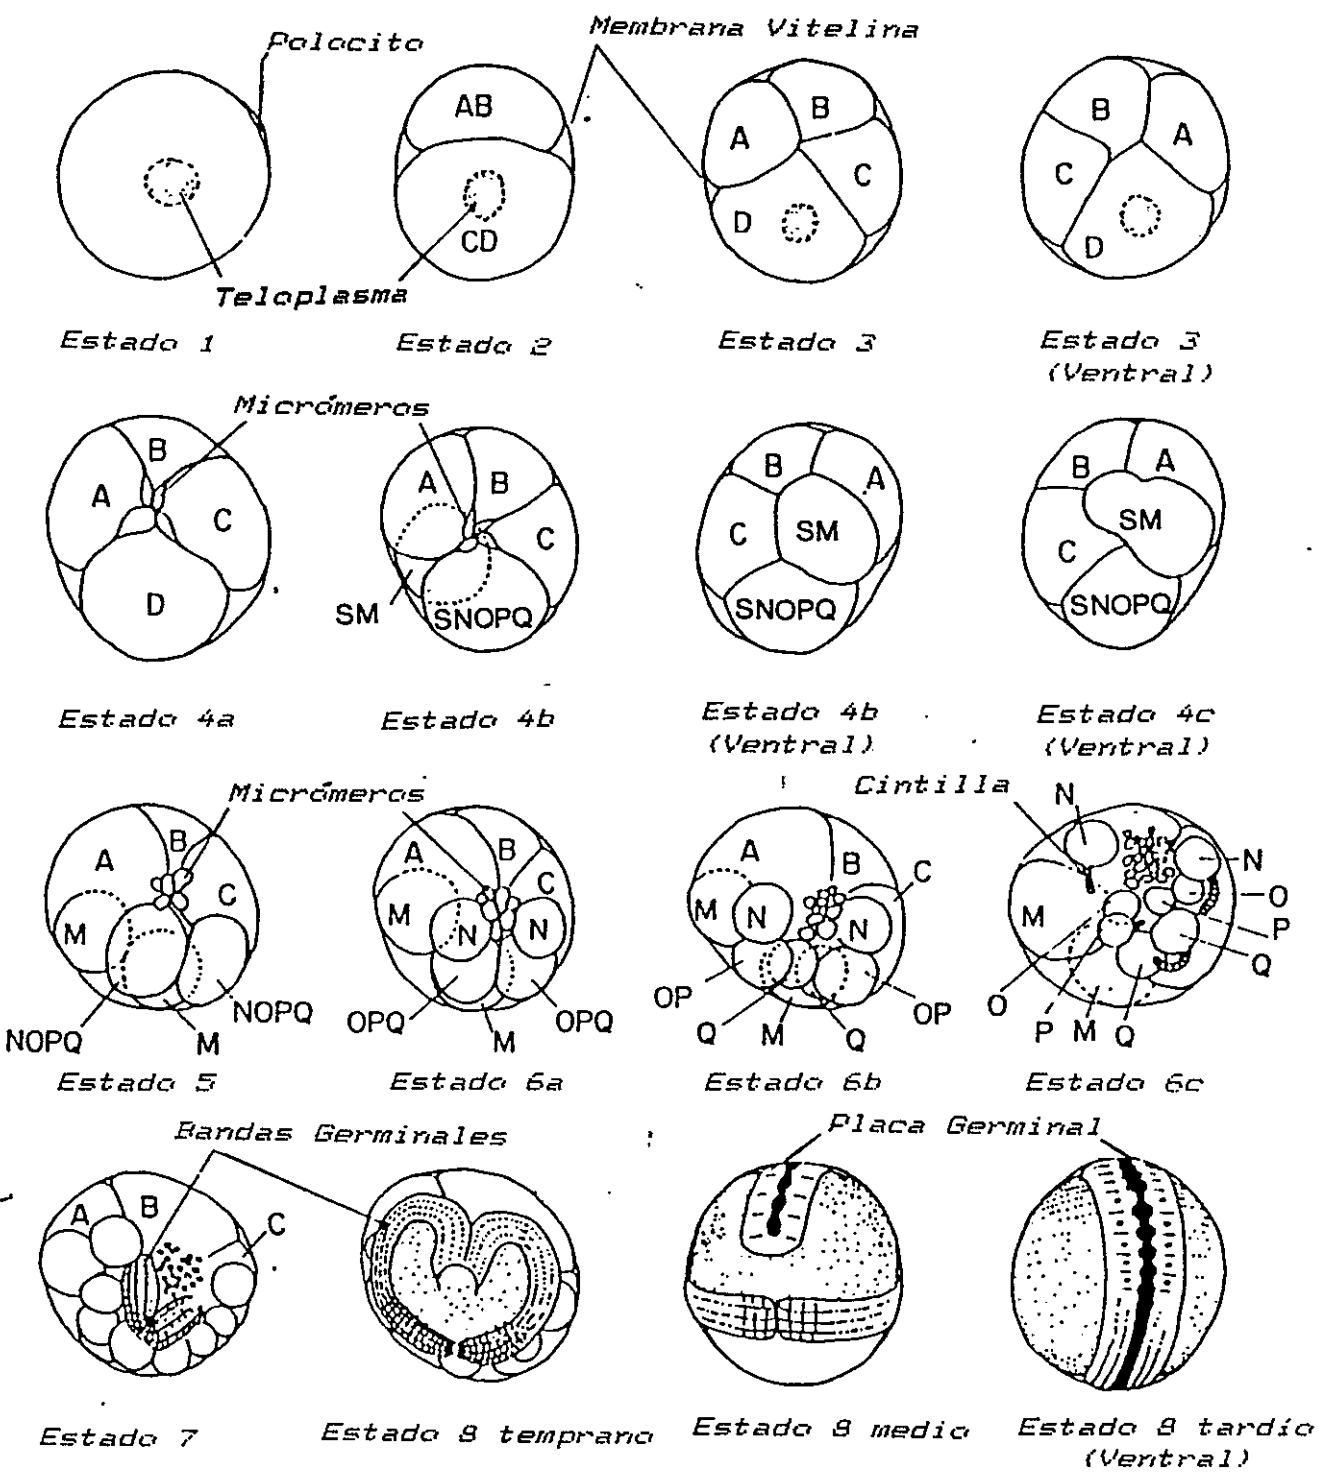 Polocito
Membrana Vitelina
AB
CD
A
B
C
D
B
A
C
D
Teloplasma
Estado 1
Estado 2
Estado 3
Estado 3
(Ventral)
Micrómeros
B
A
C
D
A
B
C
SM
SNOPQ
B
A
C
SM
SNOPQ
B
A
SM
C
SNOPQ
Estado 4a
Estado 4b
Estado 4b
(Ventral)
Estado 4c
(Ventral)
Micrómeros
Cintilla
A
B
C
M
NOPQ
NOPQ
M
A
B
C
M
N
N
OPQ
OPQ
M
A
B
C
M
N
N
OP
OP
Q
M
Q
N
N
O
M
P
Q
O
P
M
Q
Estado 5
Estado 6a
Estado 6b
Estado 6c
Bandas Germinales
Placa Germinal
A
B
C
Estado 7
Estado 8 temprano
Estado 8 medio
Estado 8 tardío
(Ventral)